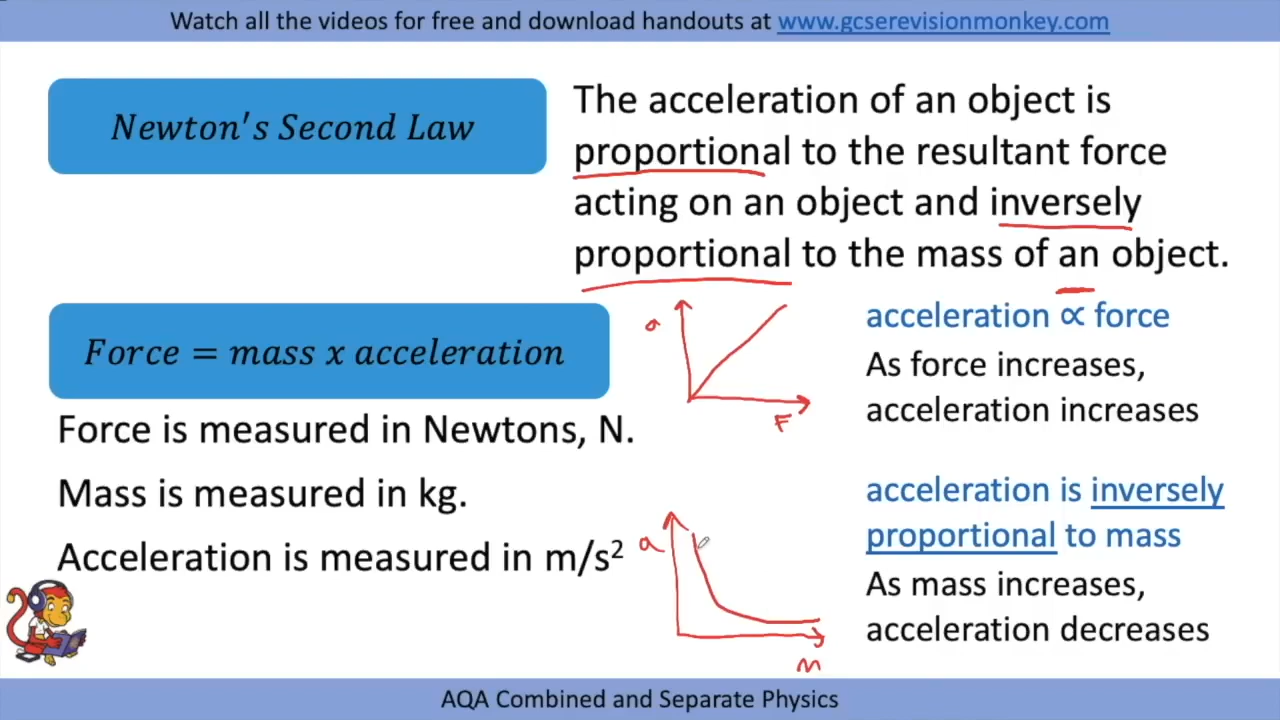 Watch all the videos for free and download handouts at www.gcserevisionmonkey.com
Newton's Second Law
The acceleration of an object is
proportional to the resultant force
acting on an object and inversely
proportional to the mass of an object.
Force = mass x acceleration
Force is measured in Newtons, N.
Mass is measured in kg.
Acceleration is measured in m/s²
a
F
acceleration ∝ force
As force increases,
acceleration increases
a
m
acceleration is inversely
proportional to mass
As mass increases,
acceleration decreases
AQA Combined and Separate Physics